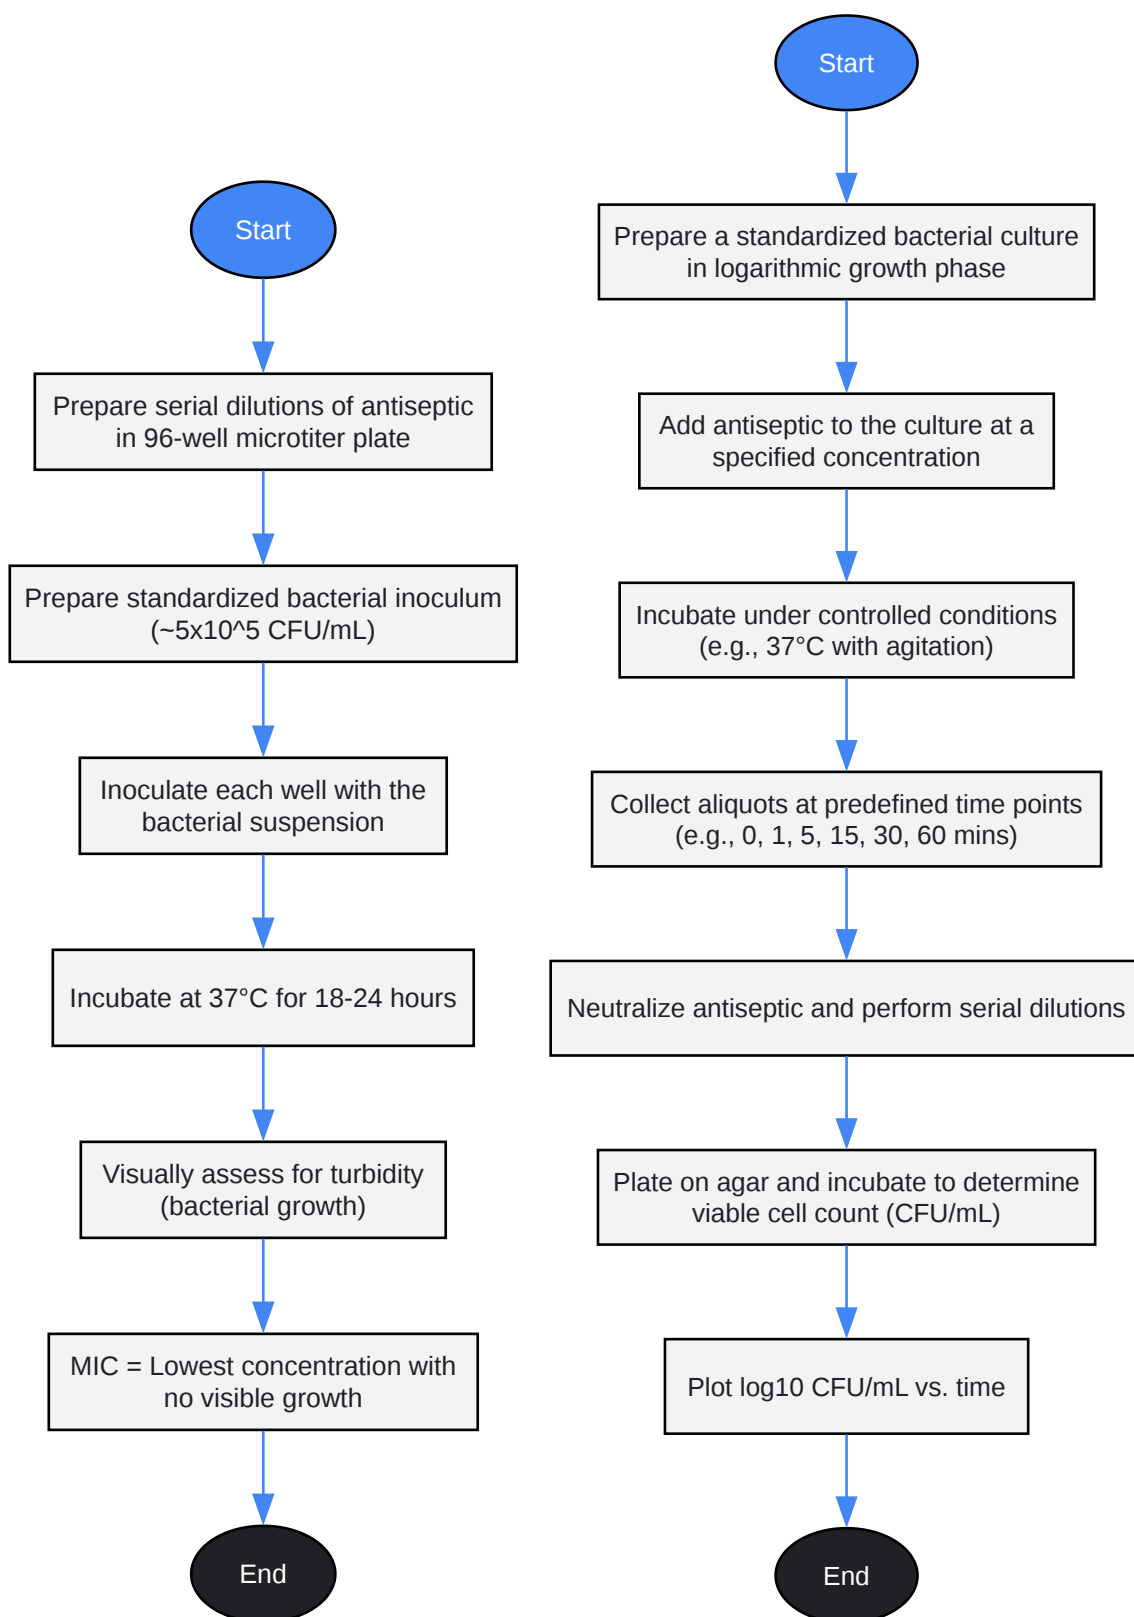 Start
Prepare serial dilutions of antiseptic
in 96-well microtiter plate
Prepare standardized bacterial inoculum
(~5x10^5 CFU/mL)
Inoculate each well with the
bacterial suspension
Incubate at 37°C for 18-24 hours
Visually assess for turbidity
(bacterial growth)
MIC = Lowest concentration with
no visible growth
End
Start
Prepare a standardized bacterial culture
in logarithmic growth phase
Add antiseptic to the culture at a
specified concentration
Incubate under controlled conditions
(e.g., 37°C with agitation)
Collect aliquots at predefined time points
(e.g., 0, 1, 5, 15, 30, 60 mins)
Neutralize antiseptic and perform serial dilutions
Plate on agar and incubate to determine
viable cell count (CFU/mL)
Plot log10 CFU/mL vs. time
End